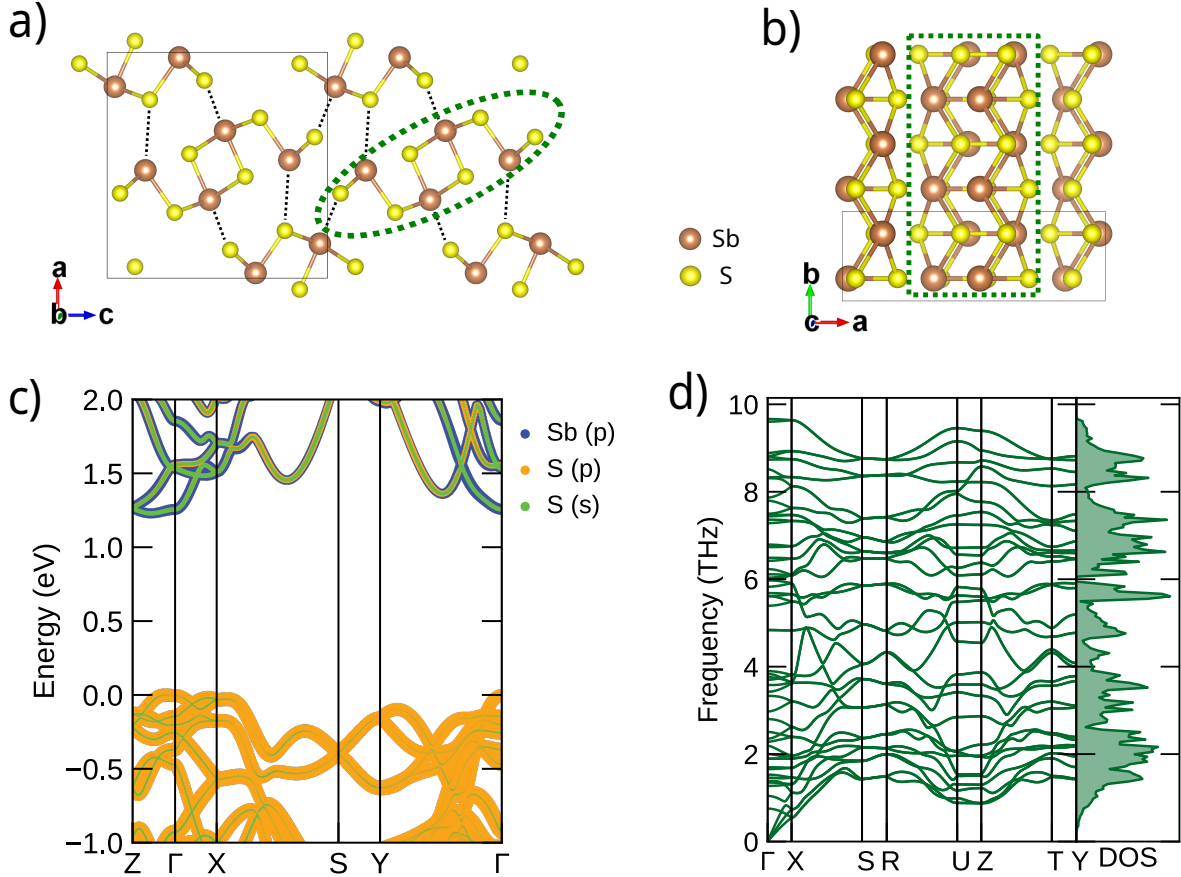 a)
b)
Sb
S
a
b
c
b
c
a
c)
d)
Energy (eV)
2.0
1.5
1.0
0.5
0.0
−0.5
−1.0
Z Γ X S Y Γ
Sb (p)
S (p)
S (s)
Frequency (THz)
10
8
6
4
2
0
Γ X S R U Z T Y DOS